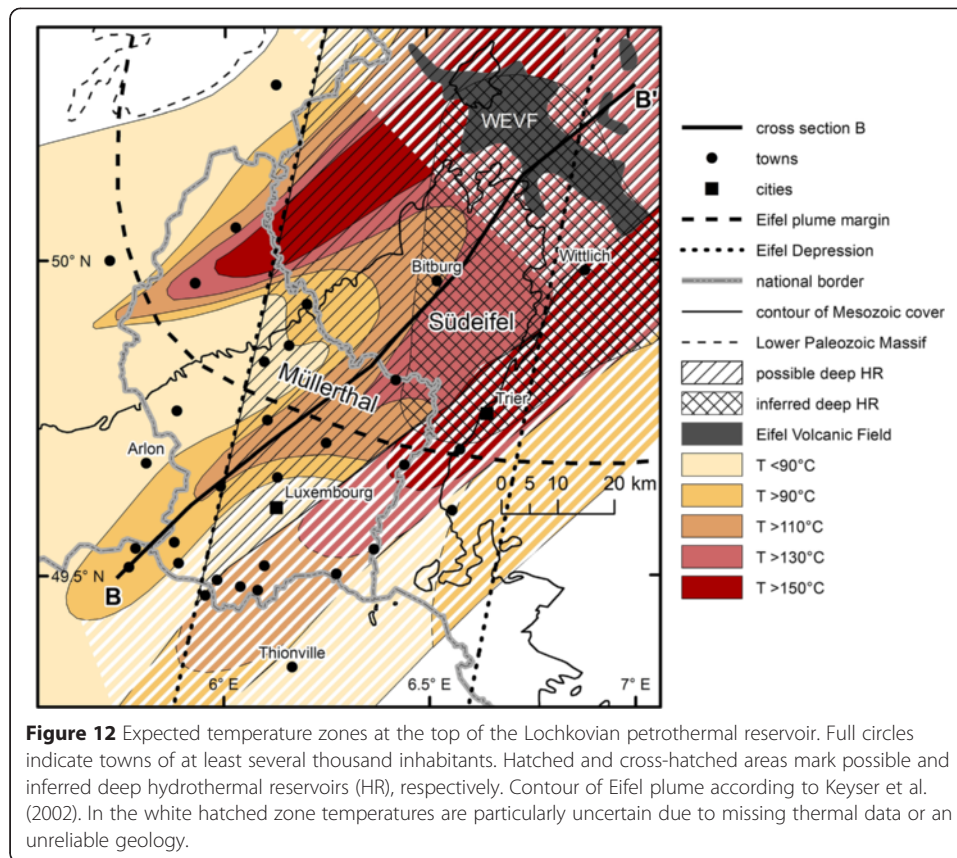 WEVF
B'
50° N
Bitburg
Wittlich
Südeifel
Müllerthal
Trier
Arlon
Luxembourg
0 5 10 20 km
49.5° N
B
Thionville
6° E
6.5° E
7° E
cross section B
towns
cities
Eifel plume margin
Eifel Depression
national border
contour of Mesozoic cover
Lower Paleozoic Massif
possible deep HR
inferred deep HR
Eifel Volcanic Field
T <90°C
T >90°C
T >110°C
T >130°C
T >150°C
Figure 12 Expected temperature zones at the top of the Lochkovian petrothermal reservoir. Full circles
indicate towns of at least several thousand inhabitants. Hatched and cross-hatched areas mark possible and
inferred deep hydrothermal reservoirs (HR), respectively. Contour of Eifel plume according to Keyser et al.
(2002). In the white hatched zone temperatures are particularly uncertain due to missing thermal data or an
unreliable geology.